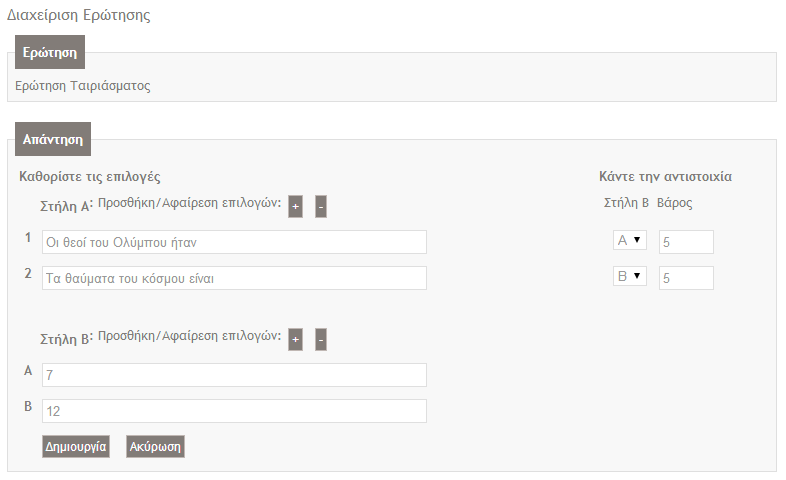 Διαχείριση Ερώτησης
Ερώτηση
Ερώτηση Ταιριάσματος
Απάντηση
Καθορίστε τις επιλογές Κάντε την αντιστοιχία
Στήλη Α: Προσθήκη/Αφαίρεση επιλογών: + - Στήλη Β Βάρος
1 Οι θεοί του Ολύμπου ήταν A ▼ 5
2 Τα θαύματα του κόσμου είναι B ▼ 5
Στήλη Β: Προσθήκη/Αφαίρεση επιλογών: + -
A 7
B 12
Δημιουργία Ακύρωση